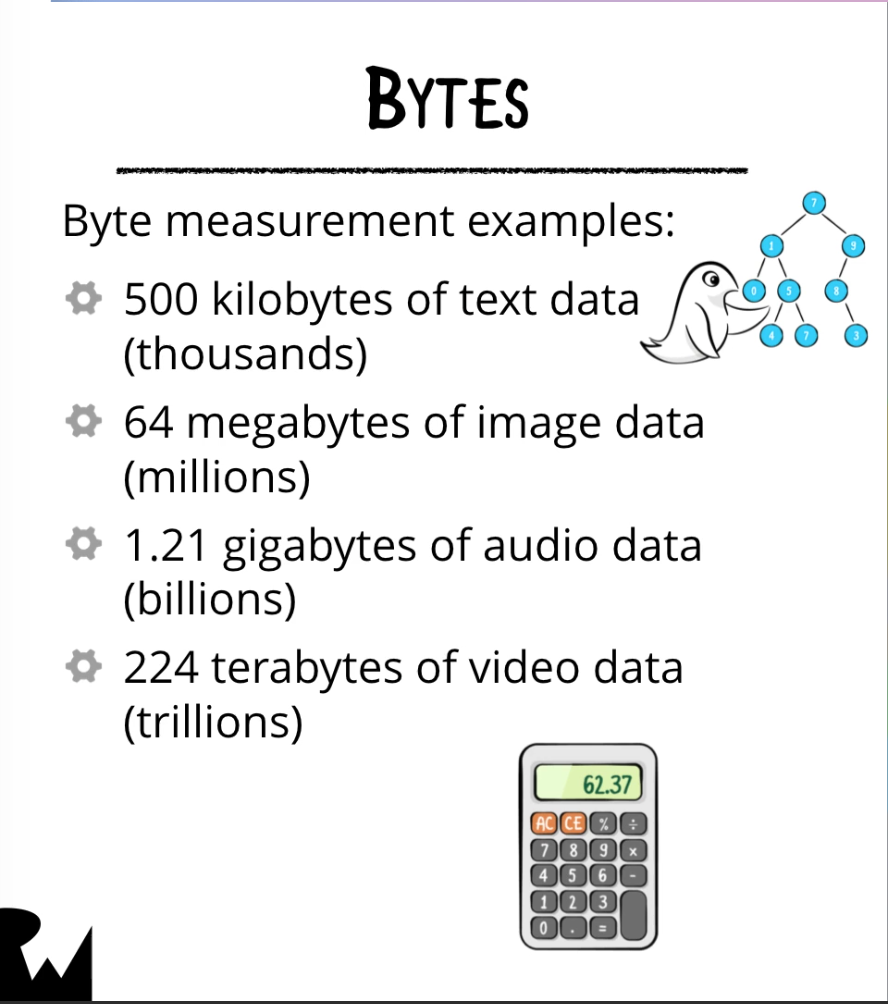 BYTES
Byte measurement examples:
500 kilobytes of text data
(thousands)
64 megabytes of image data
(millions)
1.21 gigabytes of audio data
(billions)
224 terabytes of video data
(trillions)
7
1 9
0 5 8
4 7 3
62.37
AC CE % ÷
7 8 9 ×
4 5 6 -
1 2 3
0 . =
RW